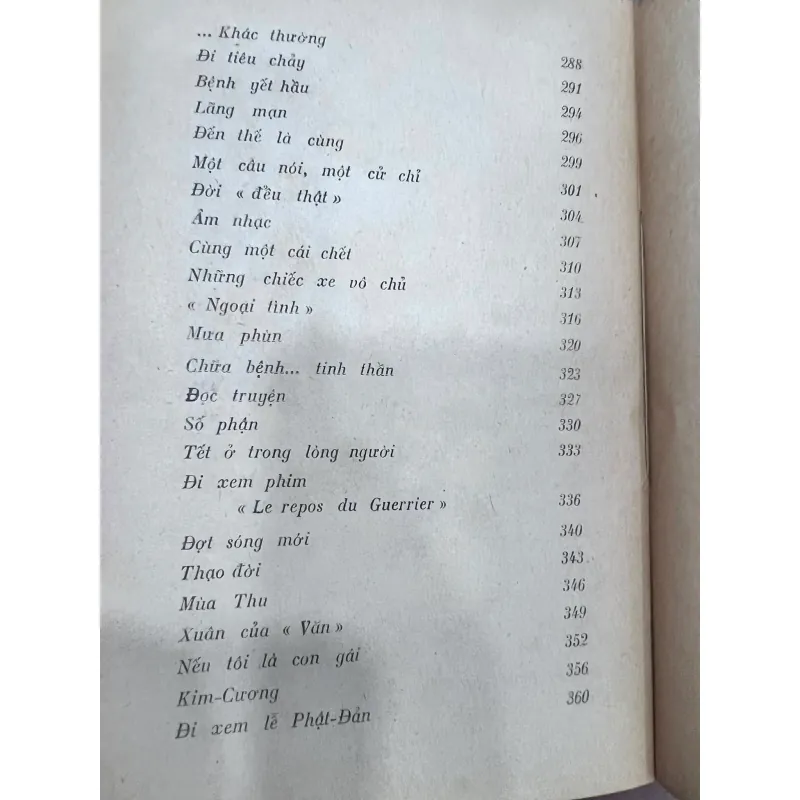 ... Khác thường 288
Đi tiêu chảy 291
Bệnh yết hầu 294
Lãng mạn 296
Đến thế là cùng 299
Một câu nói, một cử chỉ 301
Đời « đều thật » 304
Âm nhạc 307
Cùng một cái chết 310
Những chiếc xe vô chủ 313
« Ngoại tình » 316
Mưa phùn 320
Chữa bệnh... tinh thần 323
Đọc truyện 327
Số phận 330
Tết ở trong lòng người 333
Đi xem phim
« Le repos du Guerrier » 336
Đợt sóng mới 340
Thạo đời 343
Mùa Thu 346
Xuân của « Văn » 349
Nếu tôi là con gái 352
Kim-Cương 356
Đi xem lễ Phật-Đản 360